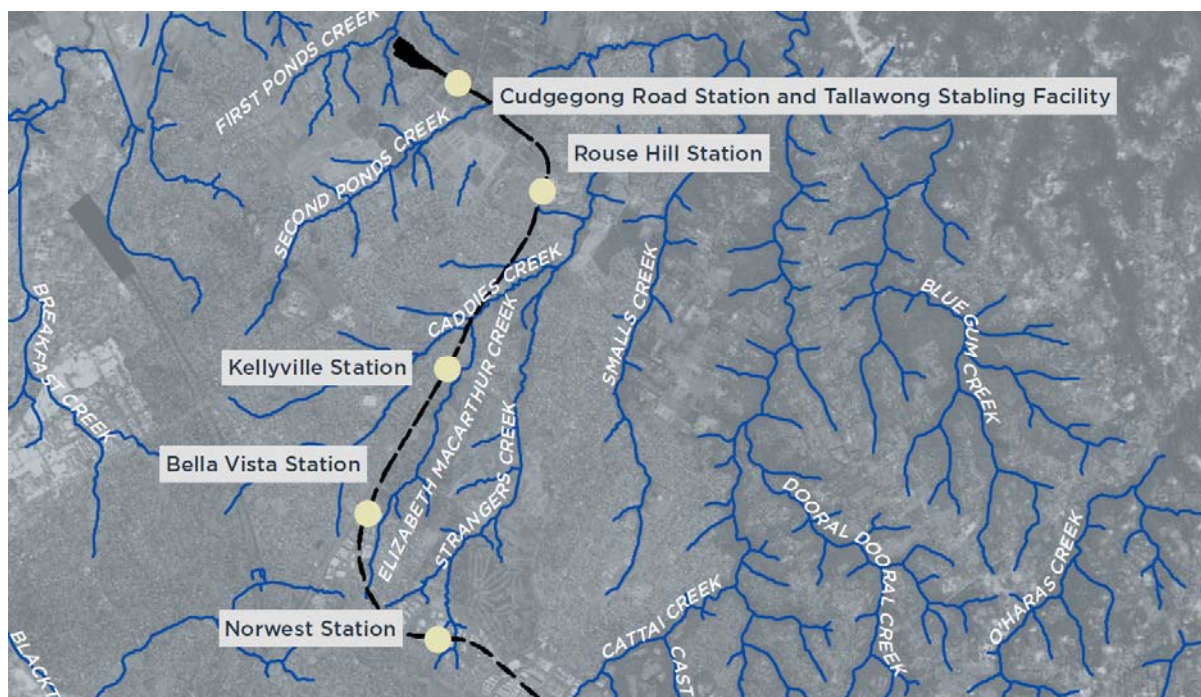 FIRST PONDS CREEK
Cudgegong Road Station and Tallawong Stabling Facility
SECOND PONDS CREEK
Rouse Hill Station
CADDIES CREEK
BREAKFAST CREEK
BLUE GUM CREEK
SMALLS CREEK
Kellyville Station
ELIZABETH MACARTHUR CREEK
Bella Vista Station
STRANGERS CREEK
DOORAL DOORAL CREEK
O'HARAS CREEK
Norwest Station
CATTAI CREEK
BLACKT
CAST